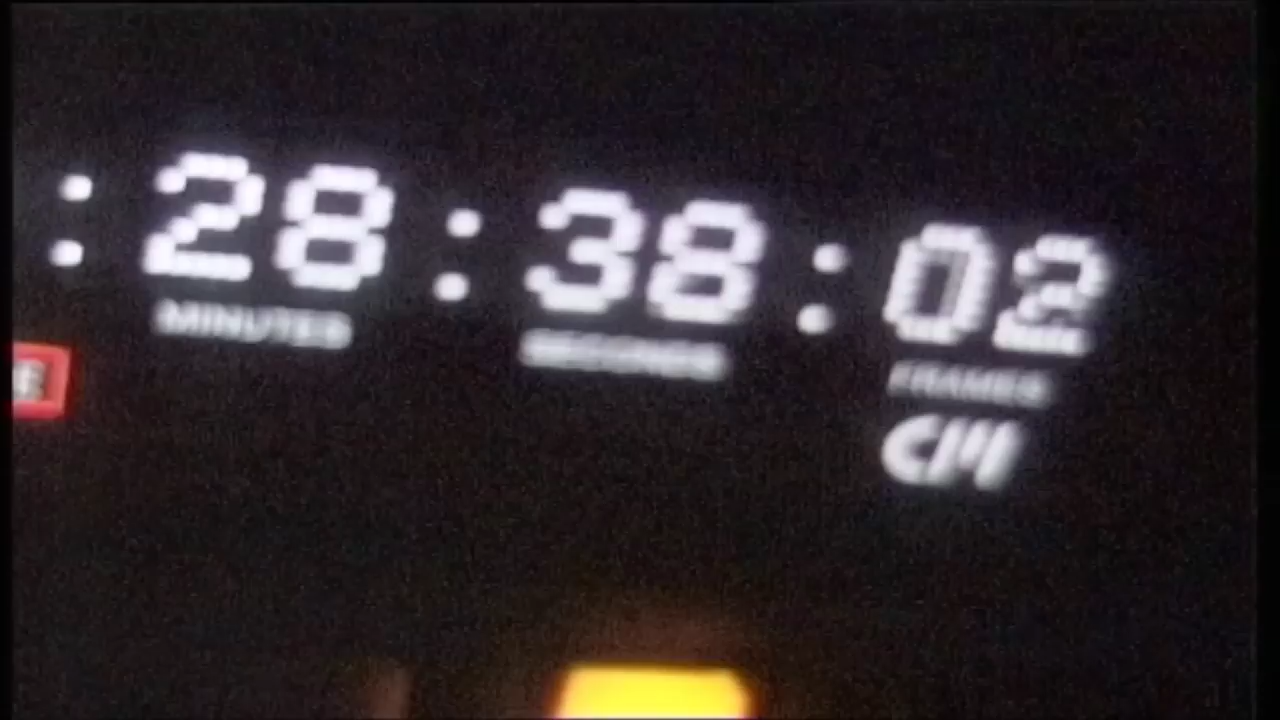 : 28 : 38 : 02
MINUTES SECONDS FRAMES
E
CM